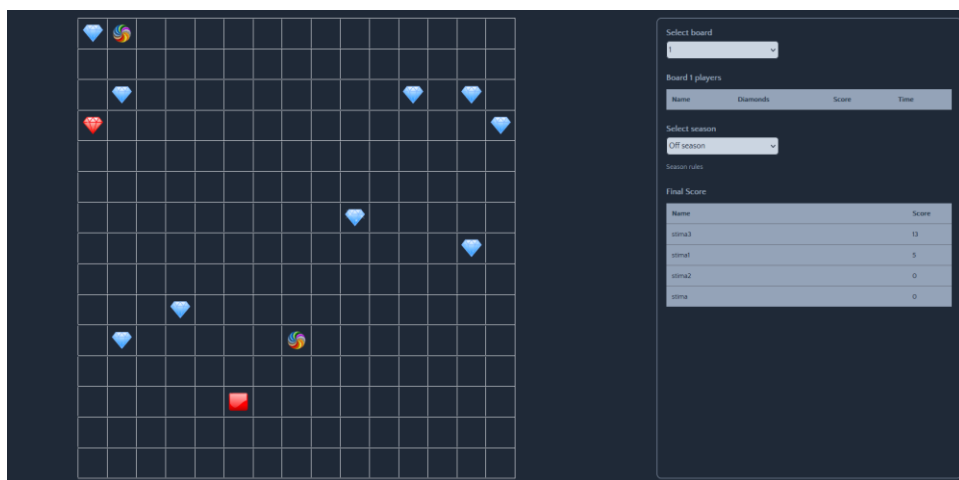 Select board
1
Board 1 players
Name Diamonds Score Time
Select season
Off season
Season rules
Final Score
Name Score
stima3 13
stima1 5
stima2 0
stima 0